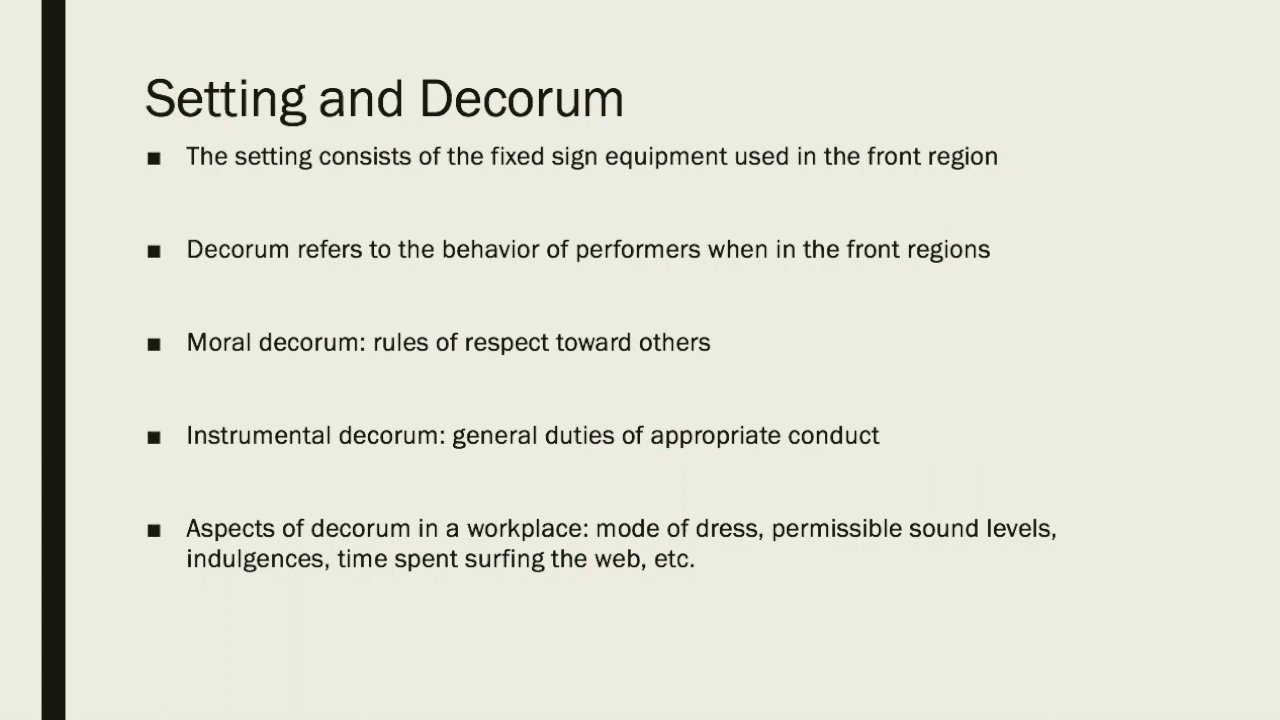 Setting and Decorum
■ The setting consists of the fixed sign equipment used in the front region
■ Decorum refers to the behavior of performers when in the front regions
■ Moral decorum: rules of respect toward others
■ Instrumental decorum: general duties of appropriate conduct
■ Aspects of decorum in a workplace: mode of dress, permissible sound levels,
indulgences, time spent surfing the web, etc.